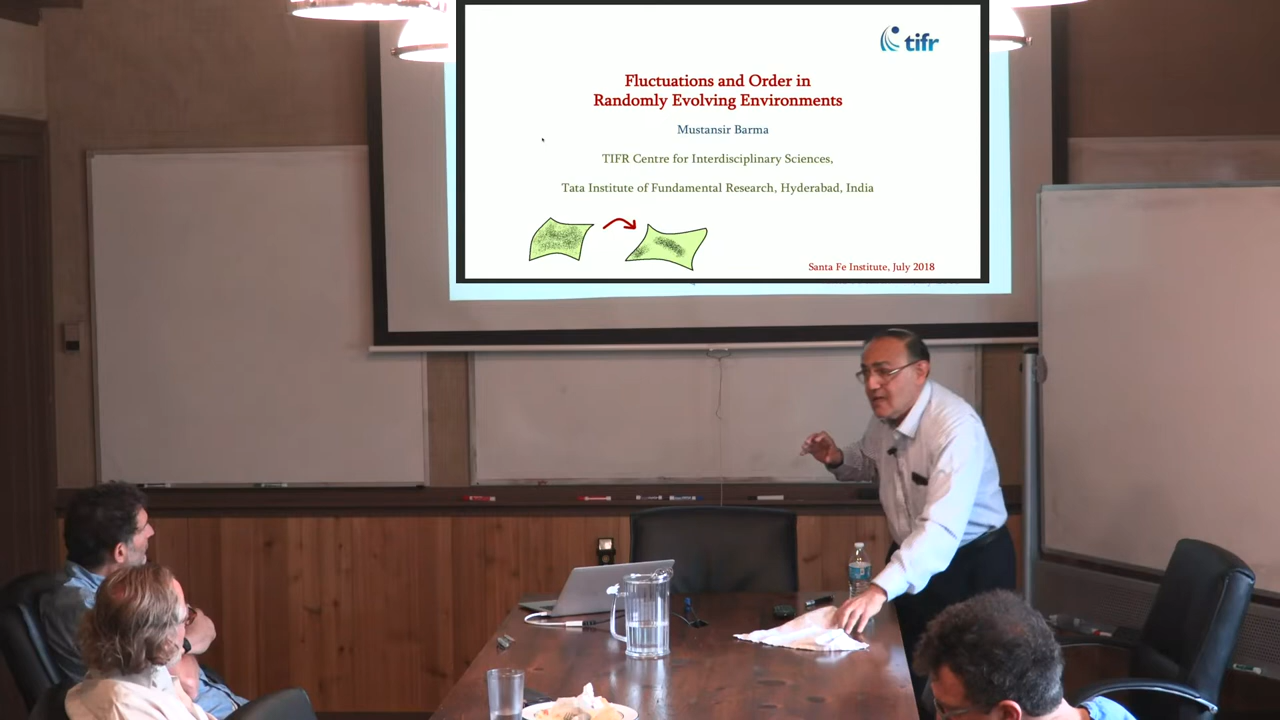 tifr
Fluctuations and Order in
Randomly Evolving Environments
Mustansir Barma
TIFR Centre for Interdisciplinary Sciences,
Tata Institute of Fundamental Research, Hyderabad, India
Santa Fe Institute, July 2018